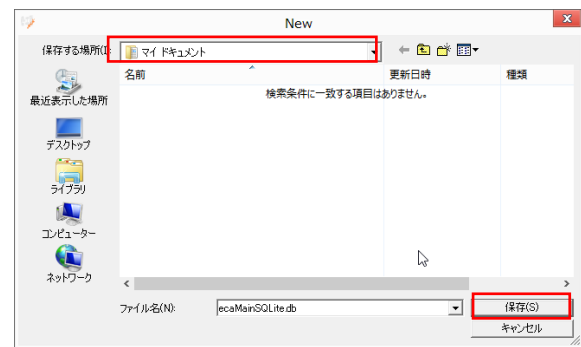 New
x
保存する場所(I):
マイ ドキュメント
名前
更新日時
種類
検索条件に一致する項目はありません。
最近表示した場所
デスクトップ
ライブラリ
コンピューター
ネットワーク
ファイル名(N):
ecaMainSQLite.db
保存(S)
キャンセル